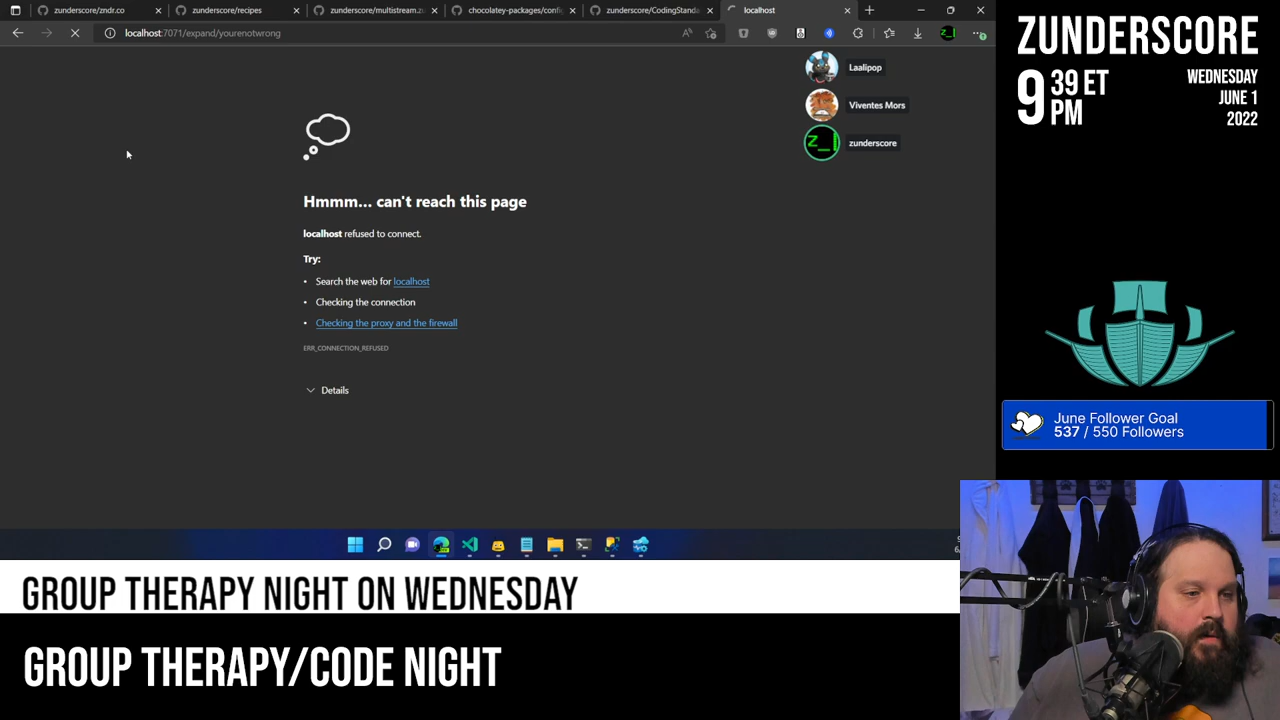 zunderscore/zndr.co
zunderscore/recipes
zunderscore/multistream.zu
chocolatey-packages/confi
zunderscore/CodingStanda
localhost
localhost:7071/expand/yourenotwrong
Laalipop
Viventes Mors
zunderscore
Hmmm... can't reach this page
localhost refused to connect.
Try:
• Search the web for localhost
• Checking the connection
• Checking the proxy and the firewall
ERR_CONNECTION_REFUSED
Details
ZUNDERSCORE
9 39 ET PM
WEDNESDAY
JUNE 1
2022
June Follower Goal
537 / 550 Followers
GROUP THERAPY NIGHT ON WEDNESDAY
GROUP THERAPY/CODE NIGHT